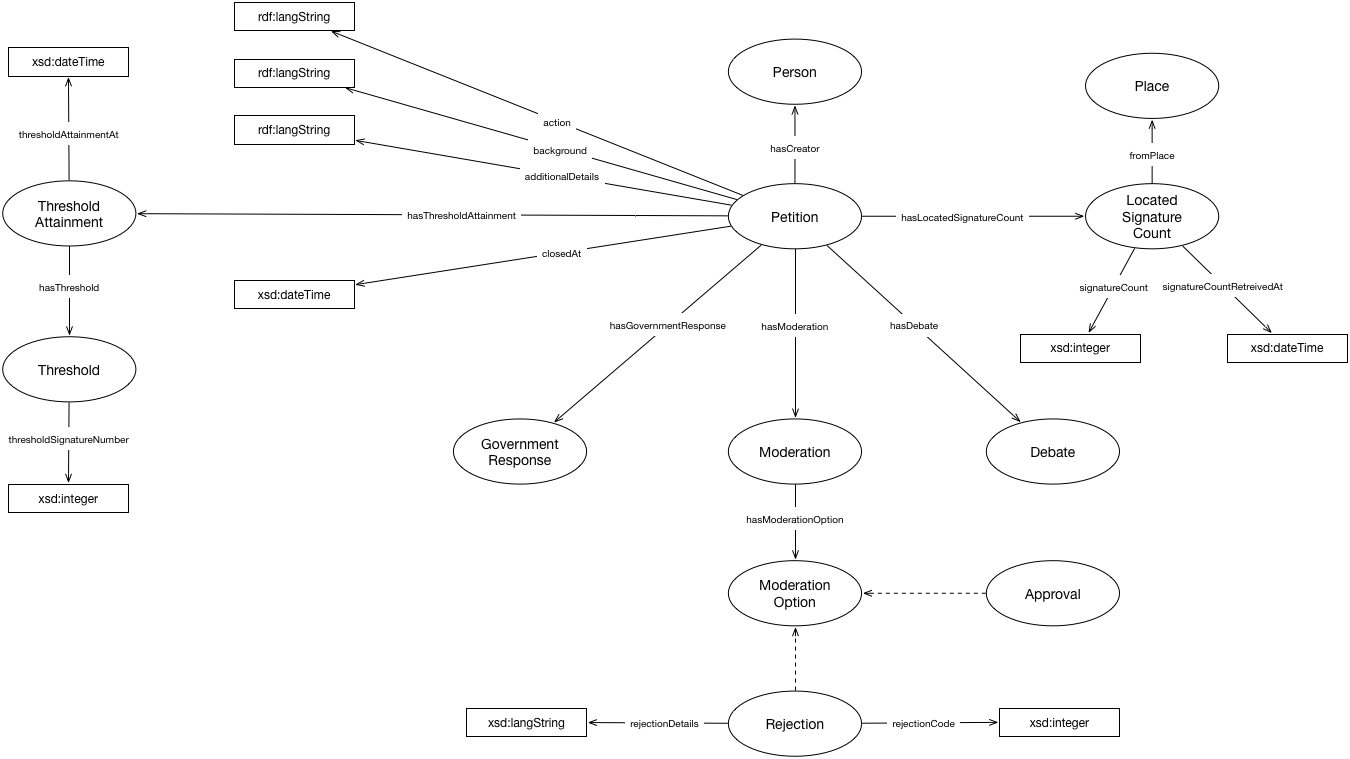 rdf:langString
xsd:dateTime
rdf:langString
Person
Place
action
rdf:langString
thresholdAttainmentAt
hasCreator
background
fromPlace
additionalDetails
Threshold
Attainment
hasThresholdAttainment
Petition
hasLocatedSignatureCount
Located
Signature
Count
closedAt
hasThreshold
xsd:dateTime
signatureCount
signatureCountRetreivedAt
hasGovernmentResponse
hasModeration
hasDebate
xsd:integer
xsd:dateTime
Threshold
thresholdSignatureNumber
Government
Response
Moderation
Debate
xsd:integer
hasModerationOption
Moderation
Option
Approval
xsd:langString
rejectionDetails
Rejection
rejectionCode
xsd:integer